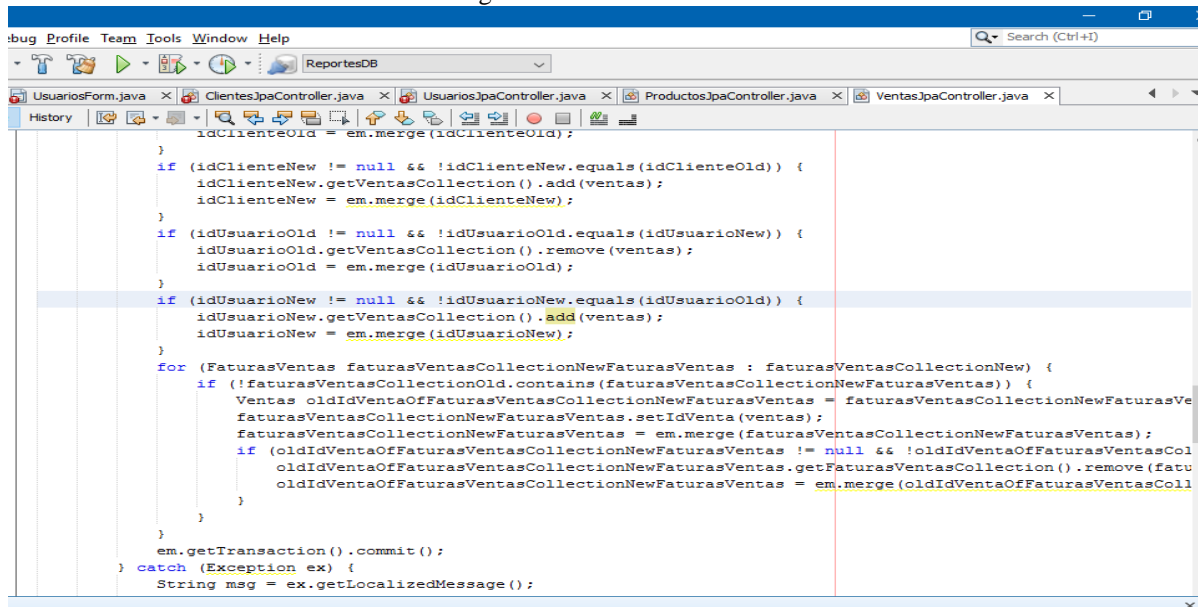 ebug Profile Team Tools Window Help Search (Ctrl+I)
ReportesDB
UsuariosForm.java ClientesJpaController.java UsuariosJpaController.java ProductosJpaController.java VentasJpaController.java
History
idClienteOld = em.merge(idClienteOld);
}
if (idClienteNew != null && !idClienteNew.equals(idClienteOld)) {
idClienteNew.getVentasCollection().add(ventas);
idClienteNew = em.merge(idClienteNew);
}
if (idUsuarioOld != null && !idUsuarioOld.equals(idUsuarioNew)) {
idUsuarioOld.getVentasCollection().remove(ventas);
idUsuarioOld = em.merge(idUsuarioOld);
}
if (idUsuarioNew != null && !idUsuarioNew.equals(idUsuarioOld)) {
idUsuarioNew.getVentasCollection().add(ventas);
idUsuarioNew = em.merge(idUsuarioNew);
}
for (FaturasVentas faturasVentasCollectionNewFaturasVentas : faturasVentasCollectionNew) {
if (!faturasVentasCollectionOld.contains(faturasVentasCollectionNewFaturasVentas)) {
Ventas oldIdVentaOfFaturasVentasCollectionNewFaturasVentas = faturasVentasCollectionNewFaturasVe
faturasVentasCollectionNewFaturasVentas.setIdVenta(ventas);
faturasVentasCollectionNewFaturasVentas = em.merge(faturasVentasCollectionNewFaturasVentas);
if (oldIdVentaOfFaturasVentasCollectionNewFaturasVentas != null && !oldIdVentaOfFaturasVentasCol
oldIdVentaOfFaturasVentasCollectionNewFaturasVentas.getFaturasVentasCollection().remove(fatu
oldIdVentaOfFaturasVentasCollectionNewFaturasVentas = em.merge(oldIdVentaOfFaturasVentasColl
}
}
}
em.getTransaction().commit();
} catch (Exception ex) {
String msg = ex.getLocalizedMessage();